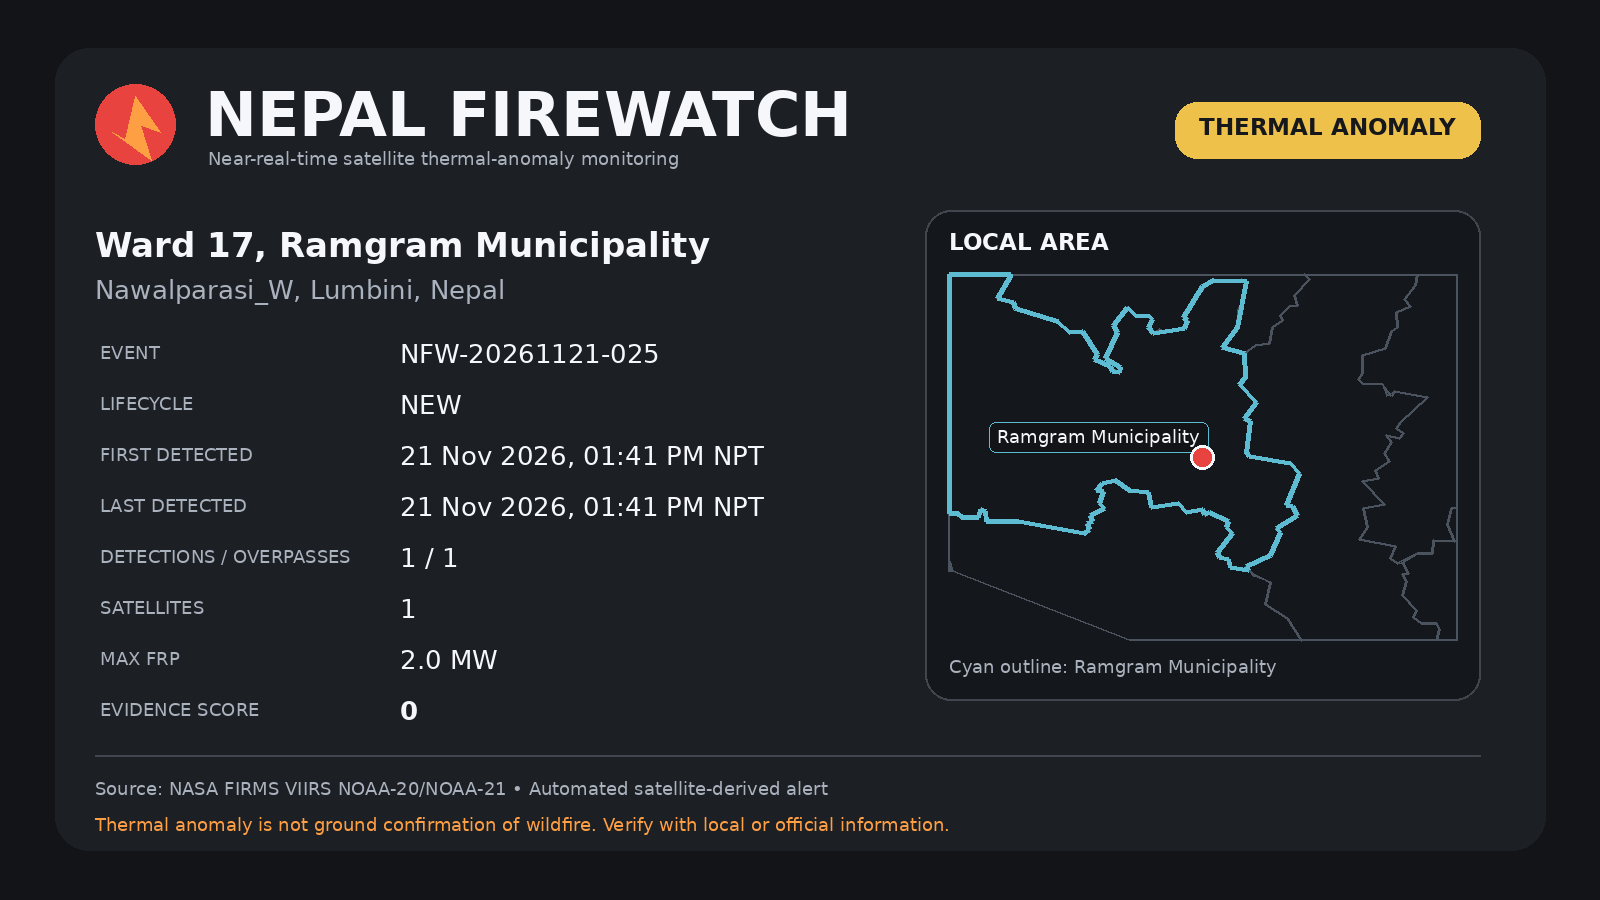 NEPAL FIREWATCH
Near-real-time satellite thermal-anomaly monitoring
THERMAL ANOMALY
Ward 17, Ramgram Municipality
Nawalparasi_W, Lumbini, Nepal
EVENT NFW-20261121-025
LIFECYCLE NEW
FIRST DETECTED 21 Nov 2026, 01:41 PM NPT
LAST DETECTED 21 Nov 2026, 01:41 PM NPT
DETECTIONS / OVERPASSES 1 / 1
SATELLITES 1
MAX FRP 2.0 MW
EVIDENCE SCORE 0
LOCAL AREA
Ramgram Municipality
Cyan outline: Ramgram Municipality
Source: NASA FIRMS VIIRS NOAA-20/NOAA-21 • Automated satellite-derived alert
Thermal anomaly is not ground confirmation of wildfire. Verify with local or official information.